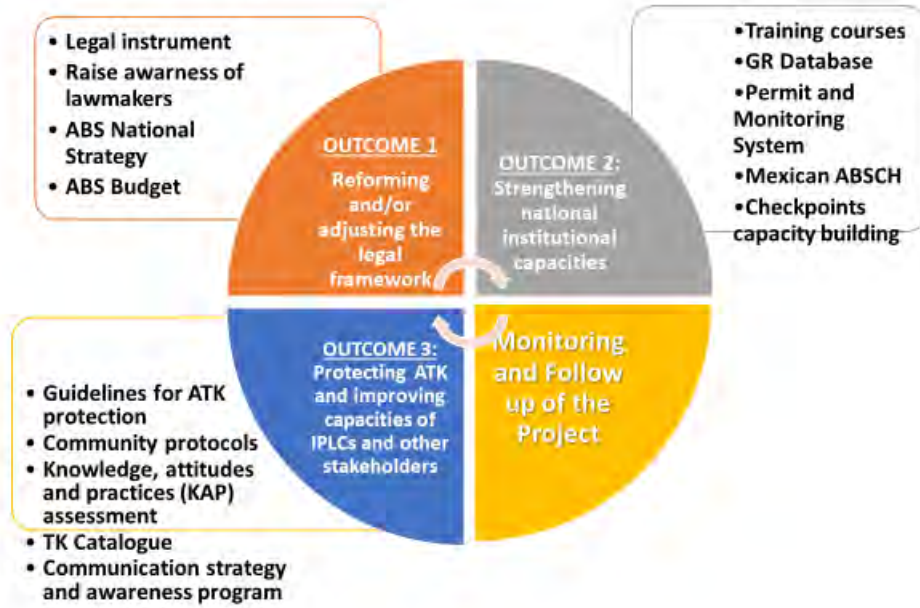 • Legal instrument
• Raise awarness of
lawmakers
• ABS National
Strategy
• ABS Budget
OUTCOME 1
Reforming
and/or
adjusting the
legal
framework
•Training courses
•GR Database
•Permit and
Monitoring
System
•Mexican ABSCH
•Checkpoints
capacity building
OUTCOME 2:
Strengthening
national
institutional
capacities
• Guidelines for ATK
protection
• Community protocols
• Knowledge, attitudes
and practices (KAP)
assessment
• TK Catalogue
• Communication strategy
and awareness program
OUTCOME 3:
Protecting ATK
and improving
capacities of
IPLCs and other
stakeholders
Monitoring
and Follow
up of the
Project